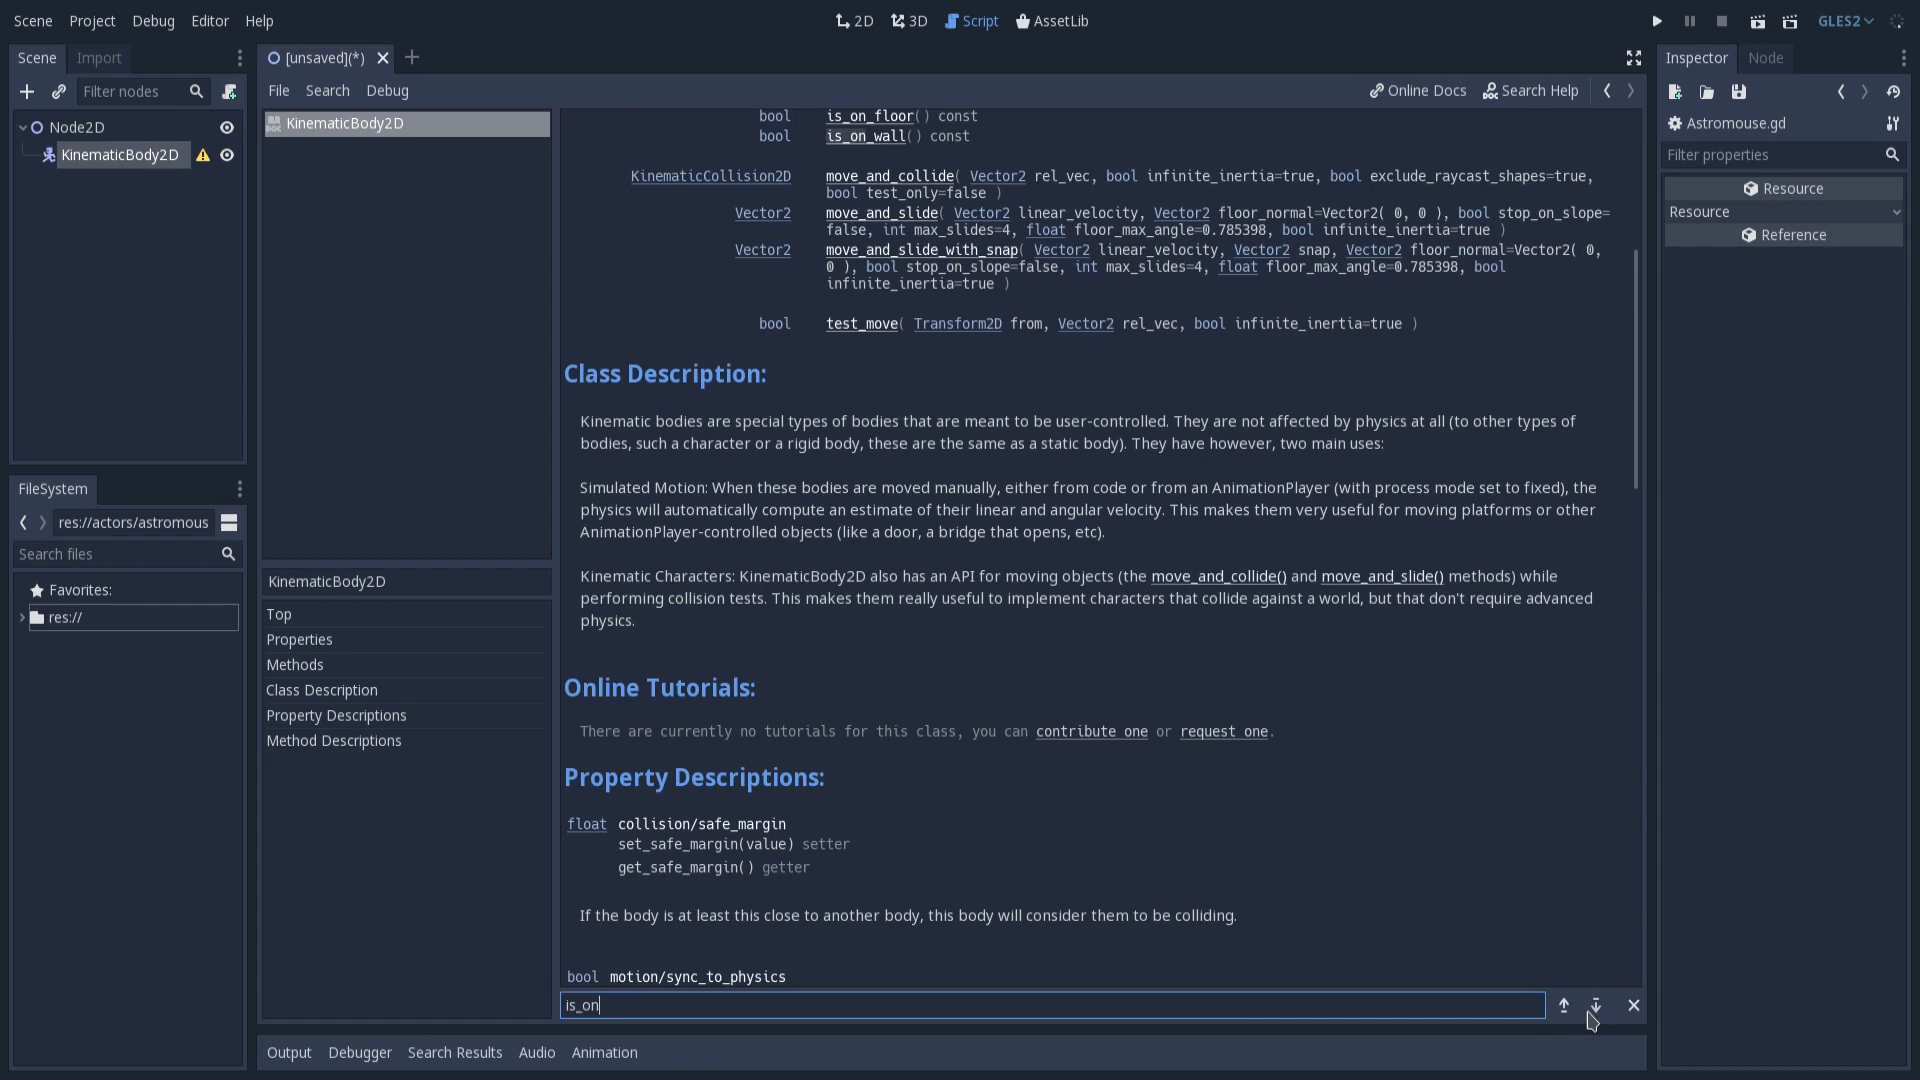 Scene Project Debug Editor Help
2D 3D Script AssetLib
GLES2
Scene Import
Filter nodes
Node2D
KinematicBody2D
FileSystem
res://actors/astromous
Search files
Favorites:
res://
[unsaved](*)
File Search Debug
Online Docs Search Help
KinematicBody2D
KinematicBody2D
Top
Properties
Methods
Class Description
Property Descriptions
Method Descriptions
bool is_on_floor() const
bool is_on_wall() const
KinematicCollision2D move_and_collide( Vector2 rel_vec, bool infinite_inertia=true, bool exclude_raycast_shapes=true,
bool test_only=false )
Vector2 move_and_slide( Vector2 linear_velocity, Vector2 floor_normal=Vector2( 0, 0 ), bool stop_on_slope=
false, int max_slides=4, float floor_max_angle=0.785398, bool infinite_inertia=true )
Vector2 move_and_slide_with_snap( Vector2 linear_velocity, Vector2 snap, Vector2 floor_normal=Vector2( 0,
0 ), bool stop_on_slope=false, int max_slides=4, float floor_max_angle=0.785398, bool
infinite_inertia=true )
bool test_move( Transform2D from, Vector2 rel_vec, bool infinite_inertia=true )
Class Description:
Kinematic bodies are special types of bodies that are meant to be user-controlled. They are not affected by physics at all (to other types of
bodies, such a character or a rigid body, these are the same as a static body). They have however, two main uses:
Simulated Motion: When these bodies are moved manually, either from code or from an AnimationPlayer (with process mode set to fixed), the
physics will automatically compute an estimate of their linear and angular velocity. This makes them very useful for moving platforms or other
AnimationPlayer-controlled objects (like a door, a bridge that opens, etc).
Kinematic Characters: KinematicBody2D also has an API for moving objects (the move_and_collide() and move_and_slide() methods) while
performing collision tests. This makes them really useful to implement characters that collide against a world, but that don't require advanced
physics.
Online Tutorials:
There are currently no tutorials for this class, you can contribute one or request one.
Property Descriptions:
float collision/safe_margin
set_safe_margin(value) setter
get_safe_margin() getter
If the body is at least this close to another body, this body will consider them to be colliding.
bool motion/sync_to_physics
is_on
Output Debugger Search Results Audio Animation
Inspector Node
Astromouse.gd
Filter properties
Resource
Resource
Reference